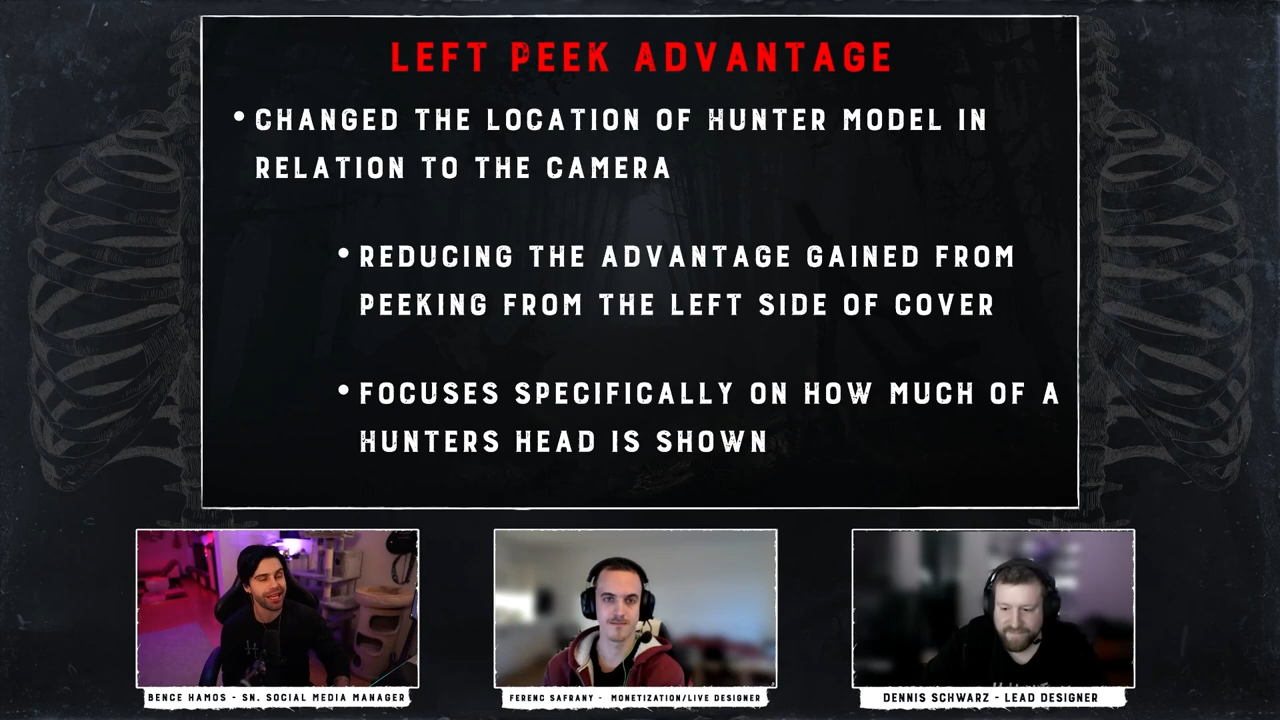 LEFT PEEK ADVANTAGE
• CHANGED THE LOCATION OF HUNTER MODEL IN
RELATION TO THE CAMERA
• REDUCING THE ADVANTAGE GAINED FROM
PEEKING FROM THE LEFT SIDE OF COVER
• FOCUSES SPECIFICALLY ON HOW MUCH OF A
HUNTERS HEAD IS SHOWN
BENCE HAMOS - SN. SOCIAL MEDIA MANAGER
FERENC SAFRANY - MONETIZATION/LIVE DESIGNER
DENNIS SCHWARZ - LEAD DESIGNER